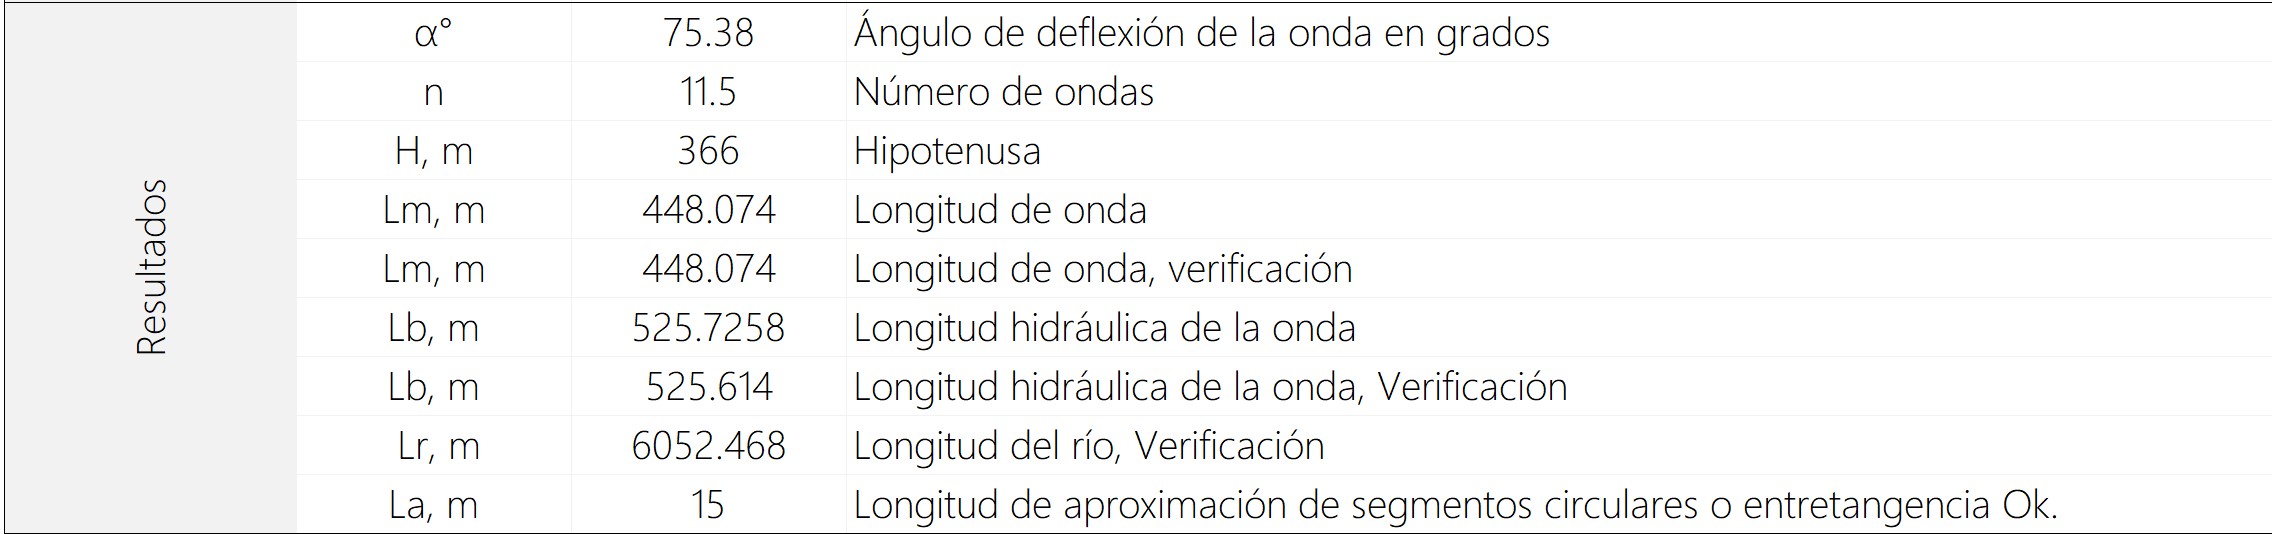 Resultados
α° 75.38 Ángulo de deflexión de la onda en grados
n 11.5 Número de ondas
H, m 366 Hipotenusa
Lm, m 448.074 Longitud de onda
Lm, m 448.074 Longitud de onda, verificación
Lb, m 525.7258 Longitud hidráulica de la onda
Lb, m 525.614 Longitud hidráulica de la onda, Verificación
Lr, m 6052.468 Longitud del río, Verificación
La, m 15 Longitud de aproximación de segmentos circulares o entretangencia Ok.